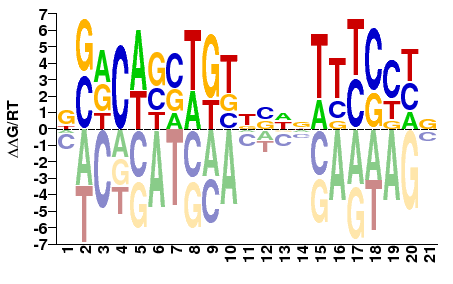 7
6
5
4
3
2
1
0
-1
-2
-3
-4
-5
-6
-7
ΔΔG/RT
G T C
G C A T
A G T C
C A G T
A T C G
G C T A
C G A T
T A C G
G T C A
T G C A
T G C
C G A T
A T C
G C
T A C G
T C G A
T C G A G
C G T A
C T G A
T C A G
G C
1 2 3 4 5 6 7 8 9 10 11 12 13 14 15 16 17 18 19 20 21